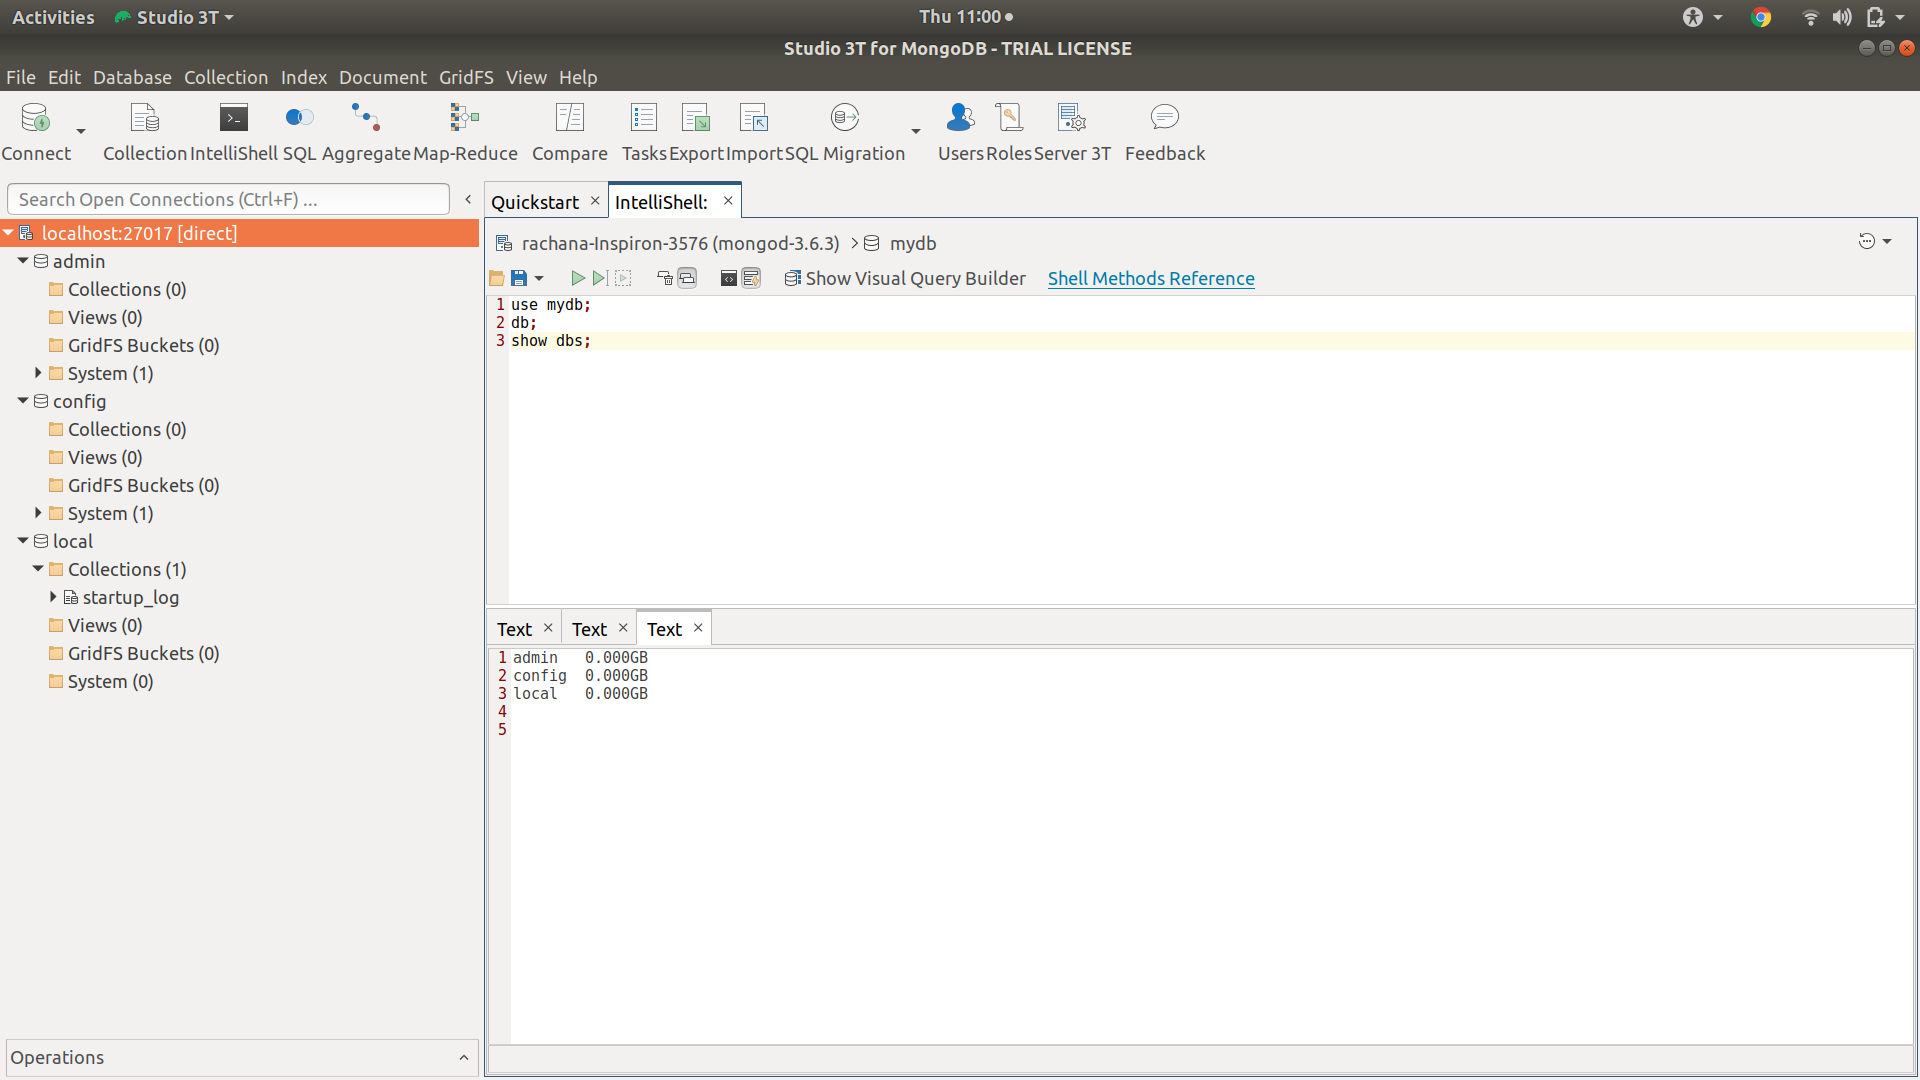 Activities Studio 3T Thu 11:00
Studio 3T for MongoDB - TRIAL LICENSE
File Edit Database Collection Index Document GridFS View Help
Connect Collection IntelliShell SQL Aggregate Map-Reduce Compare Tasks Export Import SQL Migration Users Roles Server 3T Feedback
Search Open Connections (Ctrl+F) ...
localhost:27017 [direct]
admin
Collections (0)
Views (0)
GridFS Buckets (0)
System (1)
config
Collections (0)
Views (0)
GridFS Buckets (0)
System (1)
local
Collections (1)
startup_log
Views (0)
GridFS Buckets (0)
System (0)
Operations
Quickstart IntelliShell:
rachana-Inspiron-3576 (mongod-3.6.3) mydb
Show Visual Query Builder Shell Methods Reference
1 use mydb;
2 db;
3 show dbs;
Text Text Text
1 admin 0.000GB
2 config 0.000GB
3 local 0.000GB
4
5